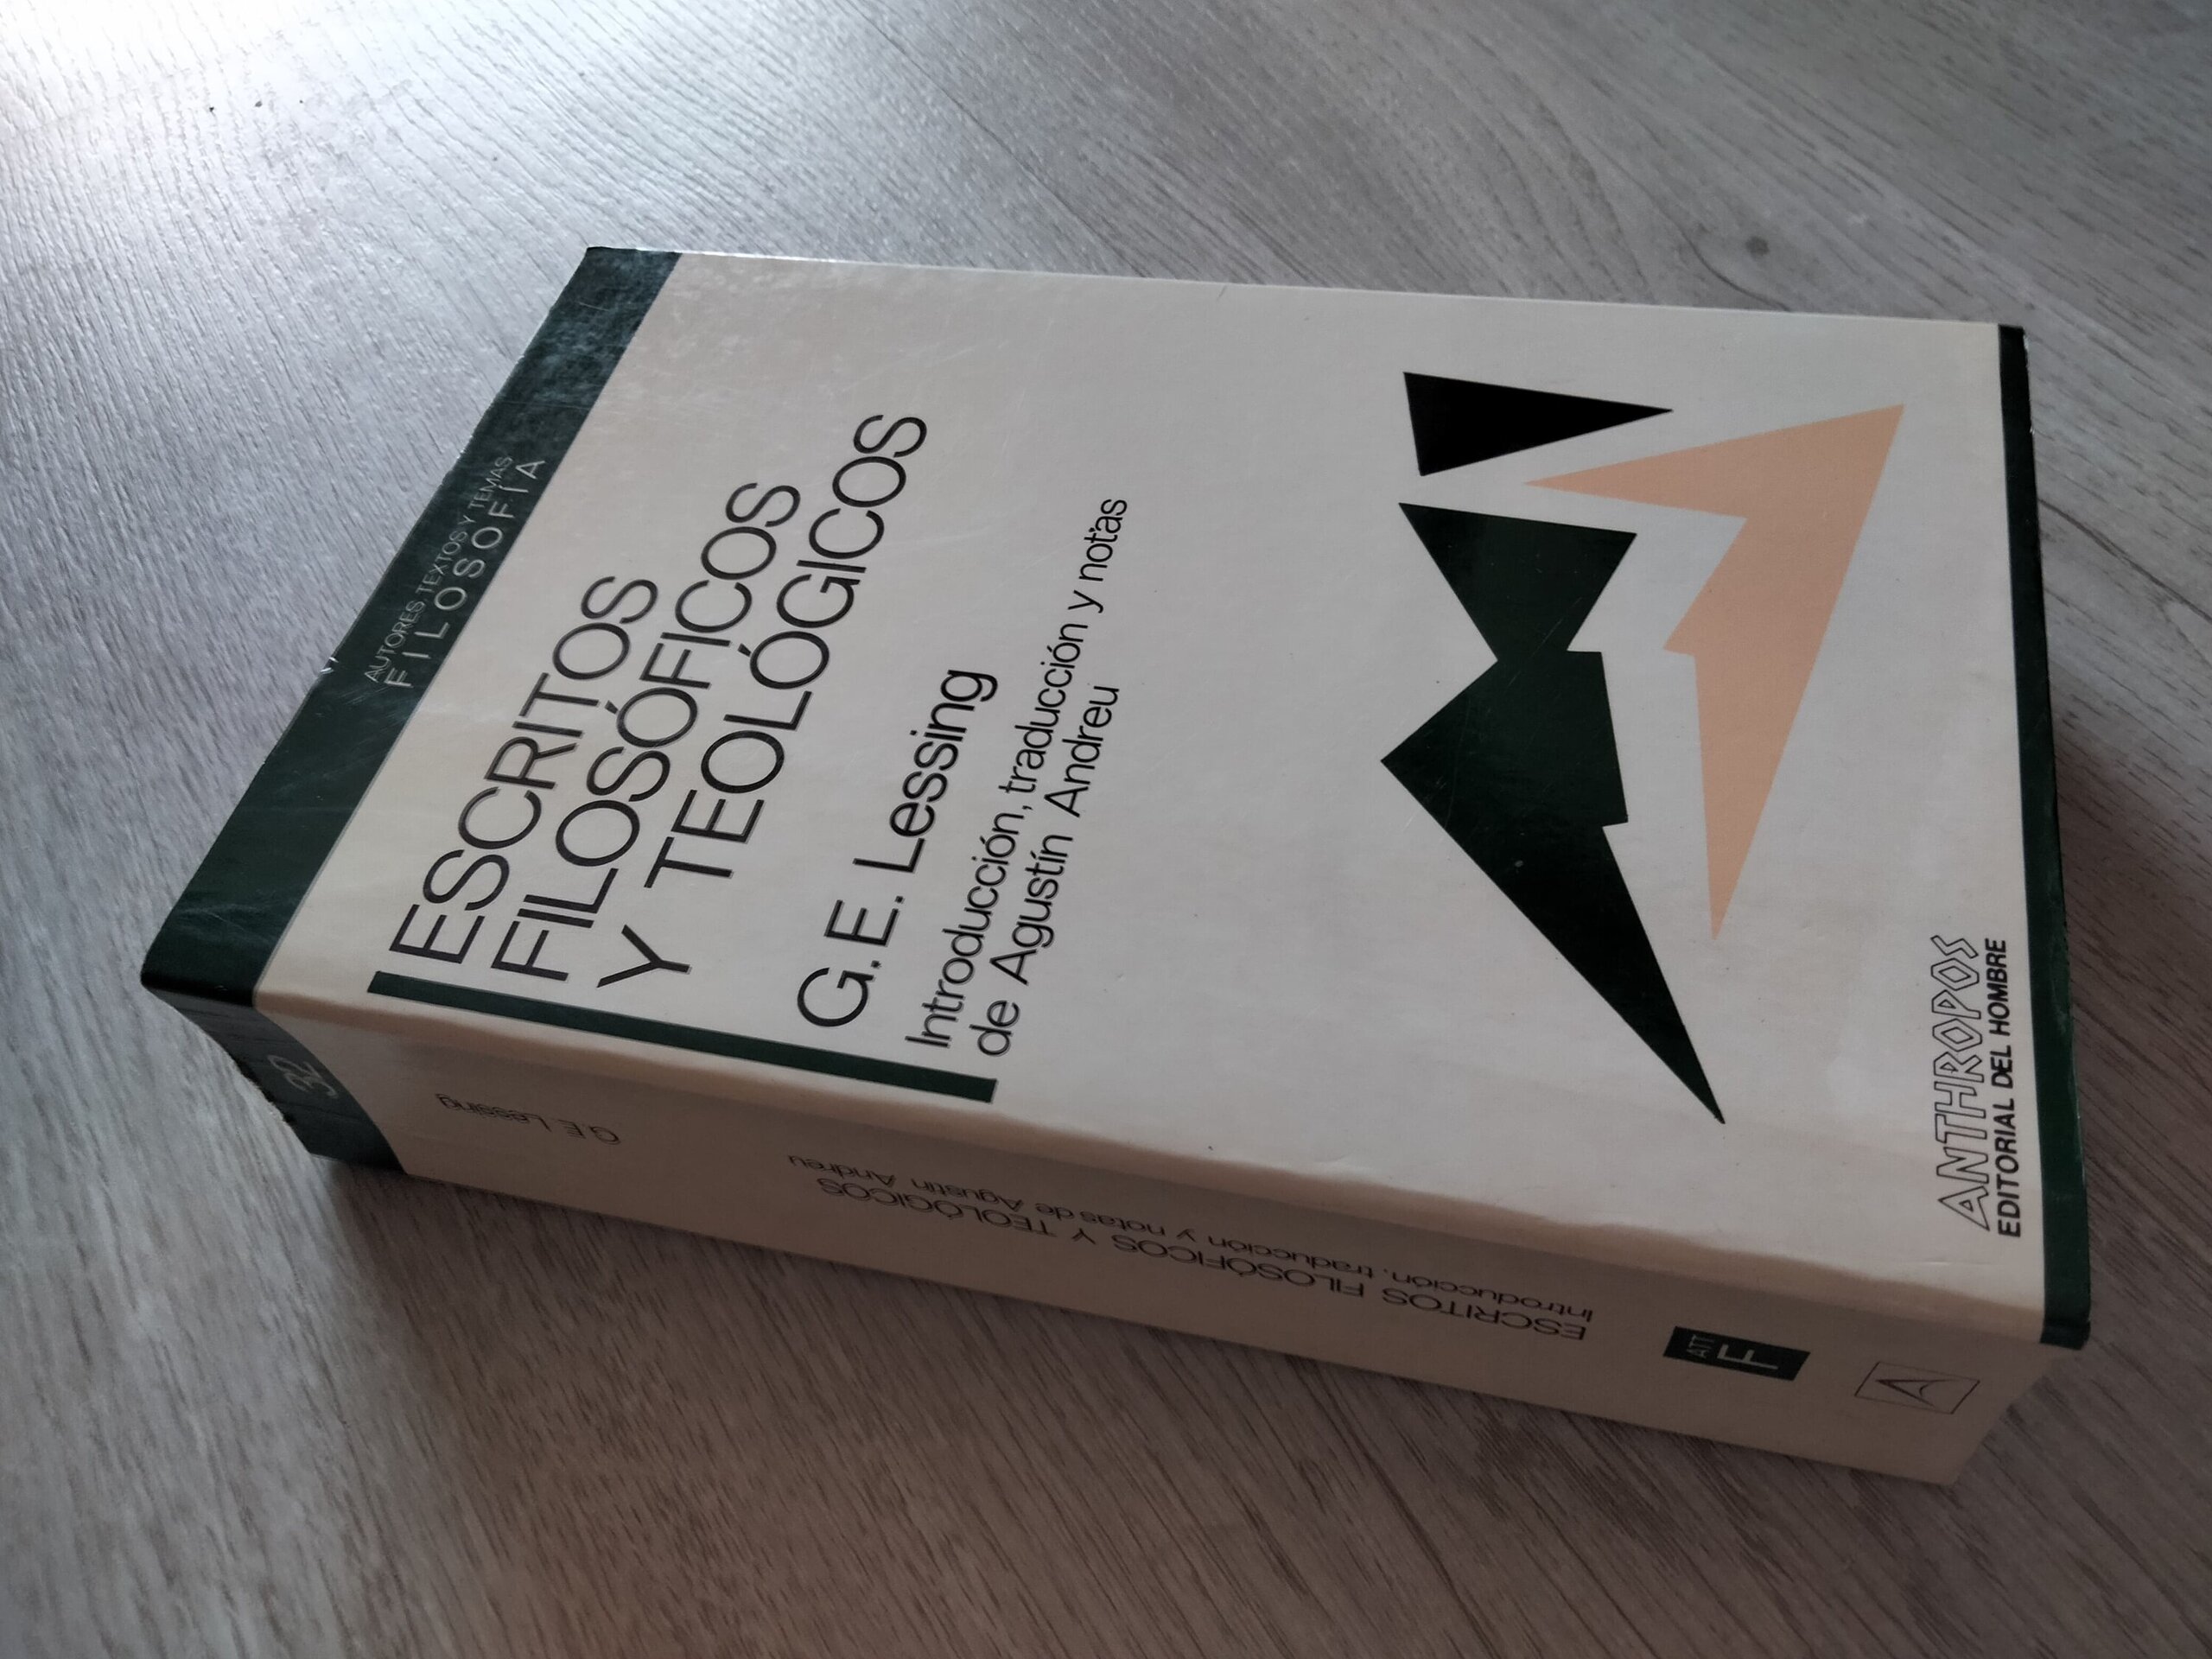 AUTORES, TEXTOS Y TEMAS
FILOSOFÍA
ESCRITOS
FILOSÓFICOS
Y TEOLÓGICOS
G.E. Lessing
Introducción, traducción y notas
de Agustín Andreu
ANTHROPOS
EDITORIAL DEL HOMBRE
32
G.E. Lessing
ESCRITOS FILOSÓFICOS Y TEOLÓGICOS
Introducción, traducción y notas de Agustín Andreu
ATT
F
A